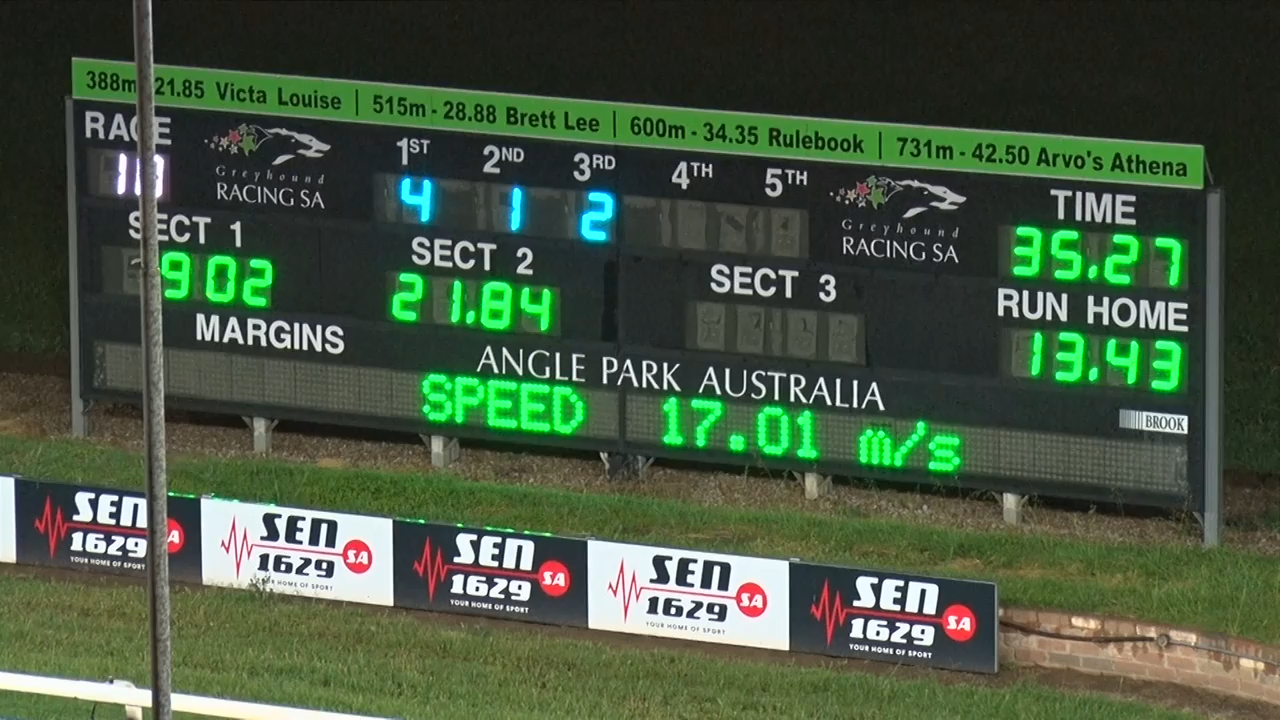 388m 21.85 Victa Louise | 515m - 28.88 Brett Lee | 600m - 34.35 Rulebook | 731m - 42.50 Arvo's Athena
RACE
Greyhound
RACING SA
1ST 2ND 3RD 4TH 5TH
4 1 2
Greyhound
RACING SA
TIME
35.27
SECT 1
9 02
SECT 2
21.84
SECT 3
RUN HOME
13.43
MARGINS
ANGLE PARK AUSTRALIA
SPEED 17.01 m/s
BROOK
SEN
1629
SA
YOUR HOME OF SPORT
SEN
1629
SA
YOUR HOME OF SPORT
SEN
1629
SA
YOUR HOME OF SPORT
SEN
1629
SA
YOUR HOME OF SPORT
SEN
1629
SA
YOUR HOME OF SPORT